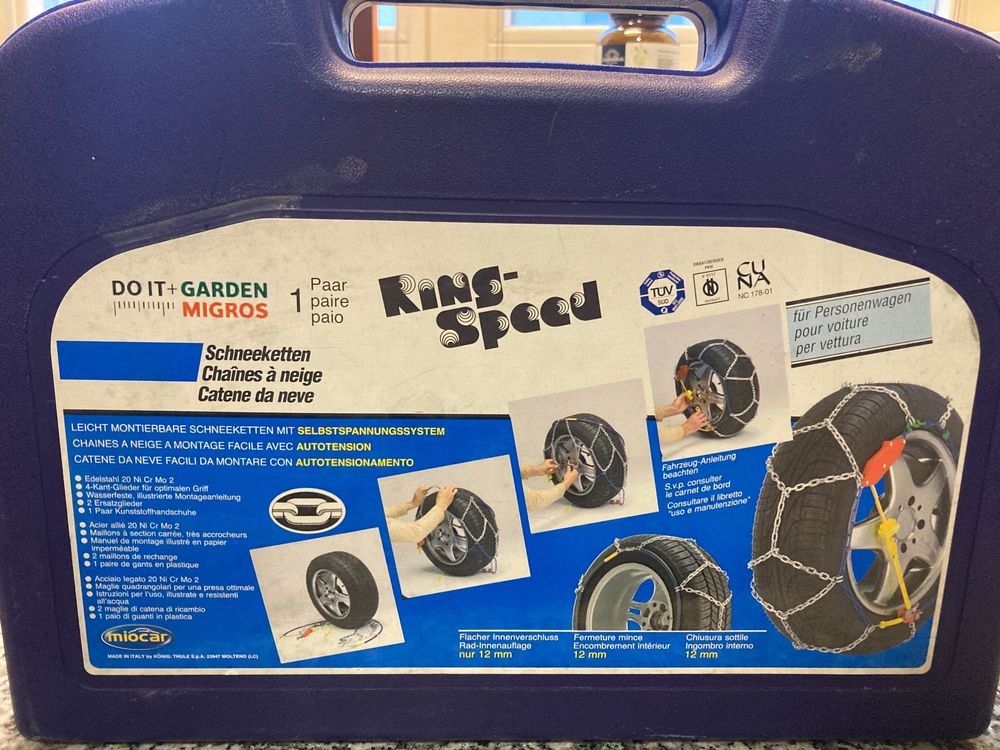 DO IT + GARDEN
MIGROS
1 Paar
paire
paio
RING-
Speed
TÜV
SÜD
EINSATZBEREICH
PKW
V 5117
CU
NA
NC 178-01
für Personenwagen
pour voiture
per vettura
Schneeketten
Chaînes à neige
Catene da neve
LEICHT MONTIERBARE SCHNEEKETTEN MIT SELBSTSPANNUNGSSYSTEM
CHAINES A NEIGE A MONTAGE FACILE AVEC AUTOTENSION
CATENE DA NEVE FACILI DA MONTARE CON AUTOTENSIONAMENTO
Edelstahl 20 Ni Cr Mo 2
4-Kant-Glieder für optimalen Griff
Wasserfeste, illustrierte Montageanleitung
2 Ersatzglieder
1 Paar Kunststoffhandschuhe
Acier allié 20 Ni Cr Mo 2
Maillons à section carrée, très accrocheurs
Manuel de montage illustré en papier
imperméable
2 maillons de rechange
1 paire de gants en plastique
Acciaio legato 20 Ni Cr Mo 2
Maglie quadrangolari per una presa ottimale
Istruzioni per l'uso, illustrate e resistenti
all'acqua
2 maglie di catena di ricambio
1 paio di guanti in plastica
Fahrzeug-Anleitung
beachten
S.v.p. consulter
le carnet de bord
Consultare il libretto
"uso e manutenzione"
miocar
MADE IN ITALY by KÖNIG: THULE S.p.A. 23847 MOLTENO (LC)
Flacher Innenverschluss
Rad-Innenauflage
nur 12 mm
Fermeture mince
Encombrement intérieur
12 mm
Chiusura sottile
Ingombro interno
12 mm